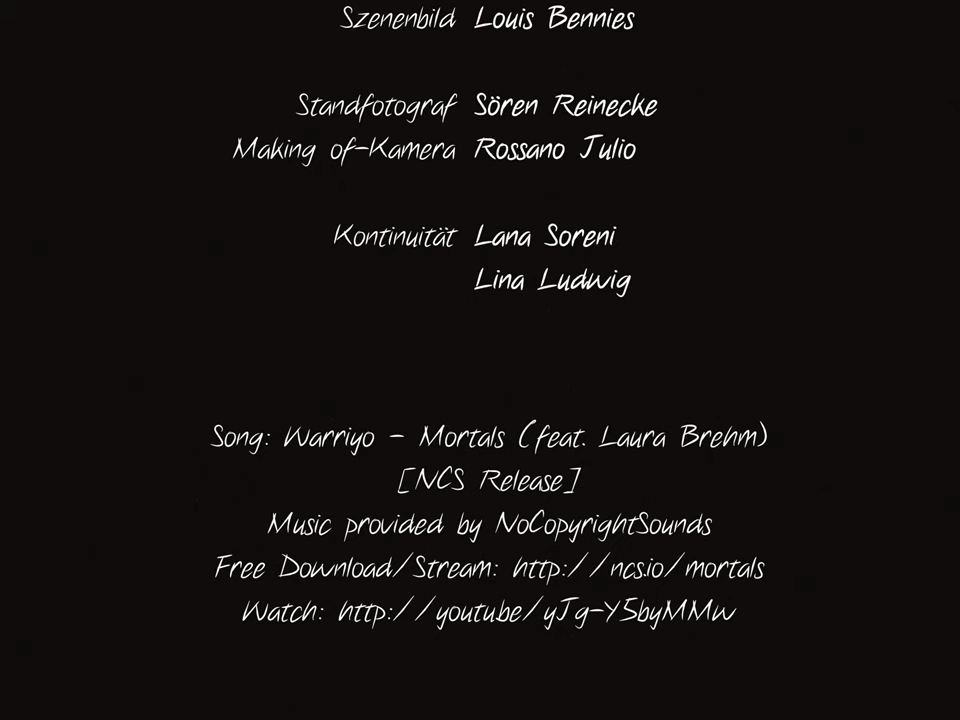 Szenenbild Louis Bennies
Standfotograf Sören Reinecke
Making of-Kamera Rossano Julio
Kontinuität Lana Soreni
Lina Ludwig
Song: Warriyo - Mortals (feat. Laura Brehm)
[NCS Release]
Music provided by NoCopyrightSounds
Free Download/Stream: http://ncs.io/mortals
Watch: http://youtu.be/yJg-Y5byMMw